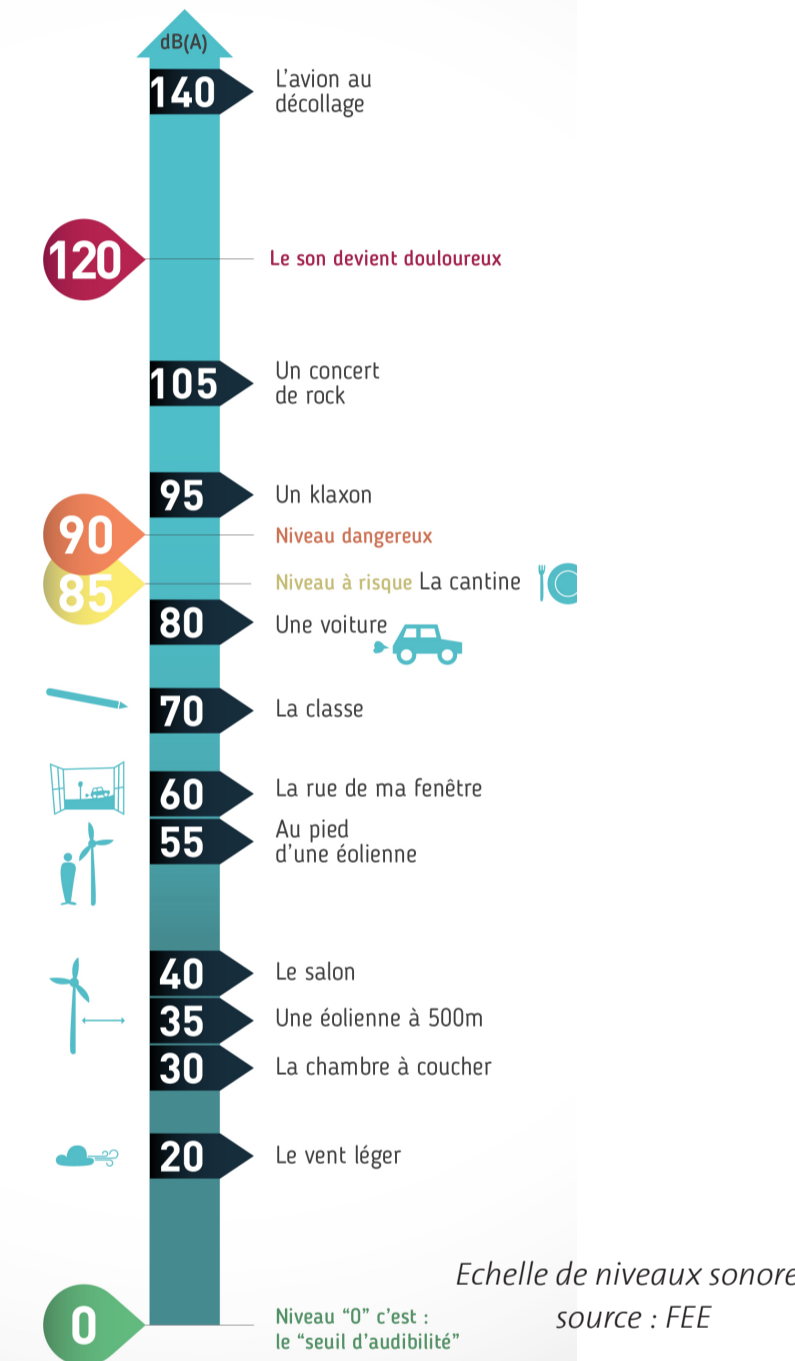 dB(A)
140 L'avion au
décollage
120 Le son devient douloureux
105 Un concert
de rock
95 Un klaxon
90 Niveau dangereux
85 Niveau à risque La cantine
80 Une voiture
70 La classe
60 La rue de ma fenêtre
55 Au pied
d'une éolienne
40 Le salon
35 Une éolienne à 500m
30 La chambre à coucher
20 Le vent léger
0 Niveau "0" c'est :
le "seuil d'audibilité"
Echelle de niveaux sonore
source : FEE